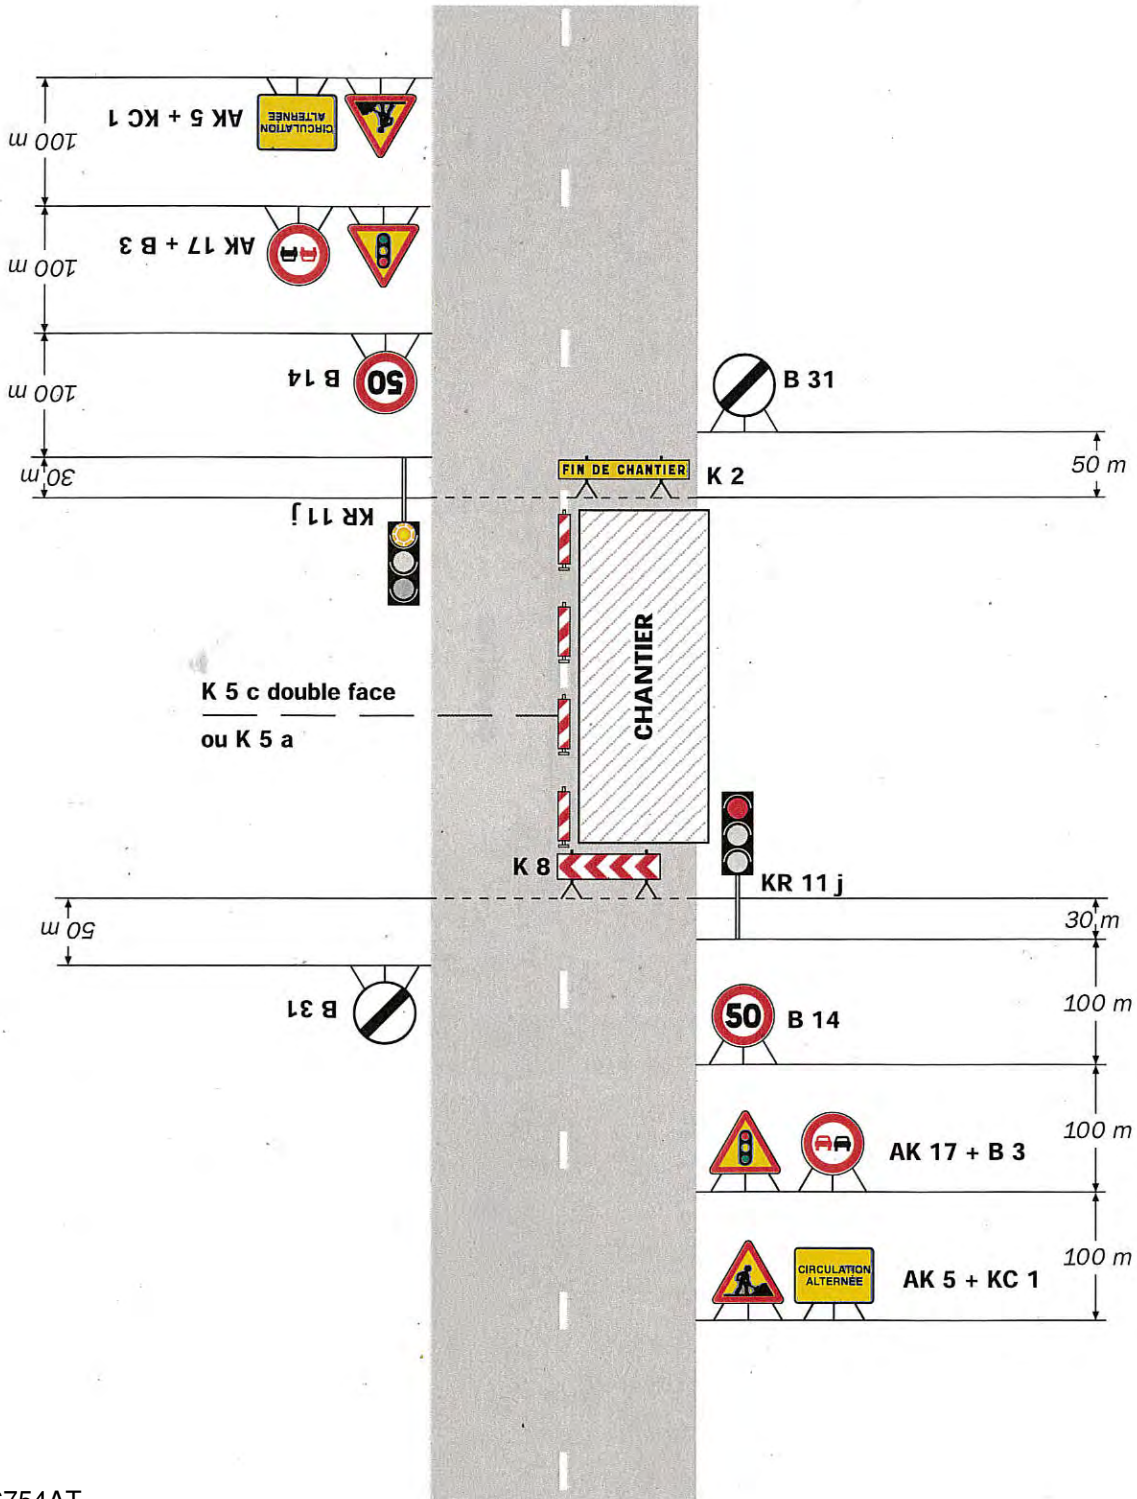 100 m
AK 5 + KC 1
CIRCULATION
ALTERNÉE
100 m
AK 17 + B 3
100 m
B 14
50
B 31
30 m
FIN DE CHANTIER
K 2
50 m
KR 11 j
CHANTIER
K 5 c double face
ou K 5 a
K 8
KR 11 j
50 m
30 m
B 31
50
B 14
100 m
AK 17 + B 3
100 m
CIRCULATION
ALTERNÉE
AK 5 + KC 1
100 m